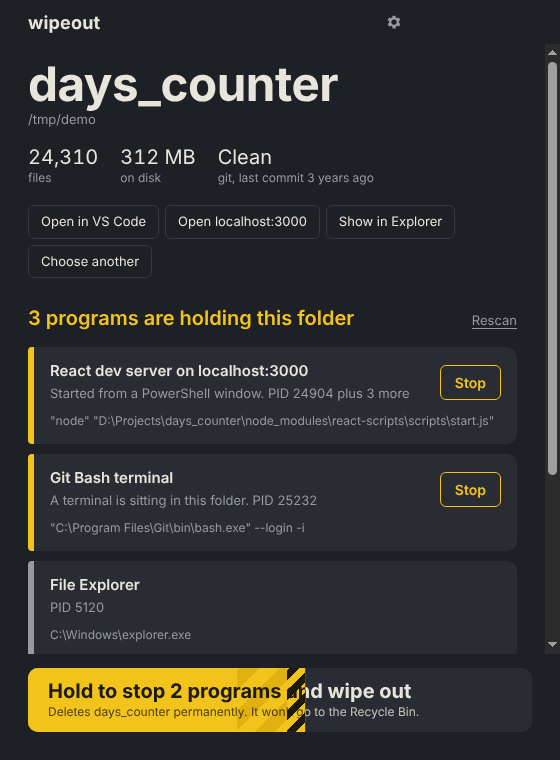 wipeout
days_counter
/tmp/demo
24,310 312 MB Clean
files on disk git, last commit 3 years ago
Open in VS Code Open localhost:3000 Show in Explorer
Choose another
3 programs are holding this folder Rescan
React dev server on localhost:3000
Started from a PowerShell window. PID 24904 plus 3 more
Stop
"node" "D:\Projects\days_counter\node_modules\react-scripts\scripts\start.js"
Git Bash terminal
A terminal is sitting in this folder. PID 25232
Stop
"C:\Program Files\Git\bin\bash.exe" --login -i
File Explorer
PID 5120
C:\Windows\explorer.exe
Hold to stop 2 programs and wipe out
Deletes days_counter permanently. It won't go to the Recycle Bin.